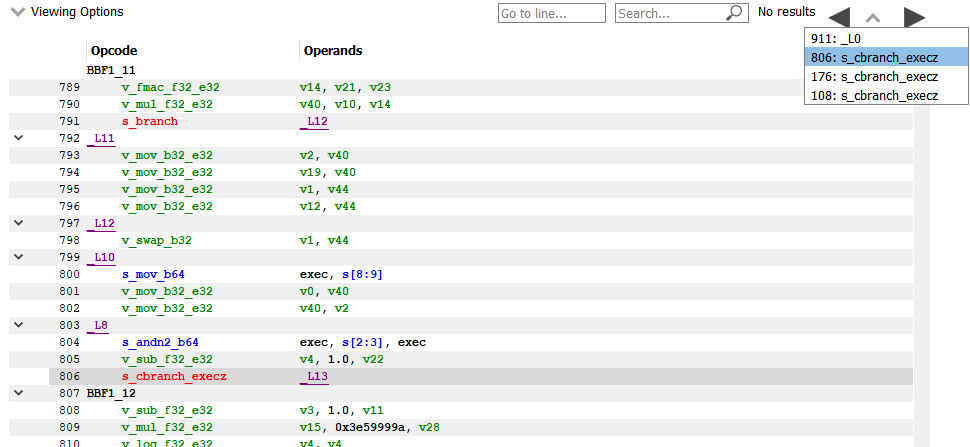 Viewing Options Go to line... Search... No results
911: _L0
806: s_cbranch_execz
176: s_cbranch_execz
108: s_cbranch_execz
Opcode Operands
BBF1_11
789 v_fmac_f32_e32 v14, v21, v23
790 v_mul_f32_e32 v40, v10, v14
791 s_branch _L12
792 _L11
793 v_mov_b32_e32 v2, v40
794 v_mov_b32_e32 v19, v40
795 v_mov_b32_e32 v1, v44
796 v_mov_b32_e32 v12, v44
797 _L12
798 v_swap_b32 v1, v44
799 _L10
800 s_mov_b64 exec, s[8:9]
801 v_mov_b32_e32 v0, v40
802 v_mov_b32_e32 v40, v2
803 _L8
804 s_andn2_b64 exec, s[2:3], exec
805 v_sub_f32_e32 v4, 1.0, v22
806 s_cbranch_execz _L13
807 BBF1_12
808 v_sub_f32_e32 v3, 1.0, v11
809 v_mul_f32_e32 v15, 0x3e59999a, v28
810 v_log_f32_e32 v4, v4